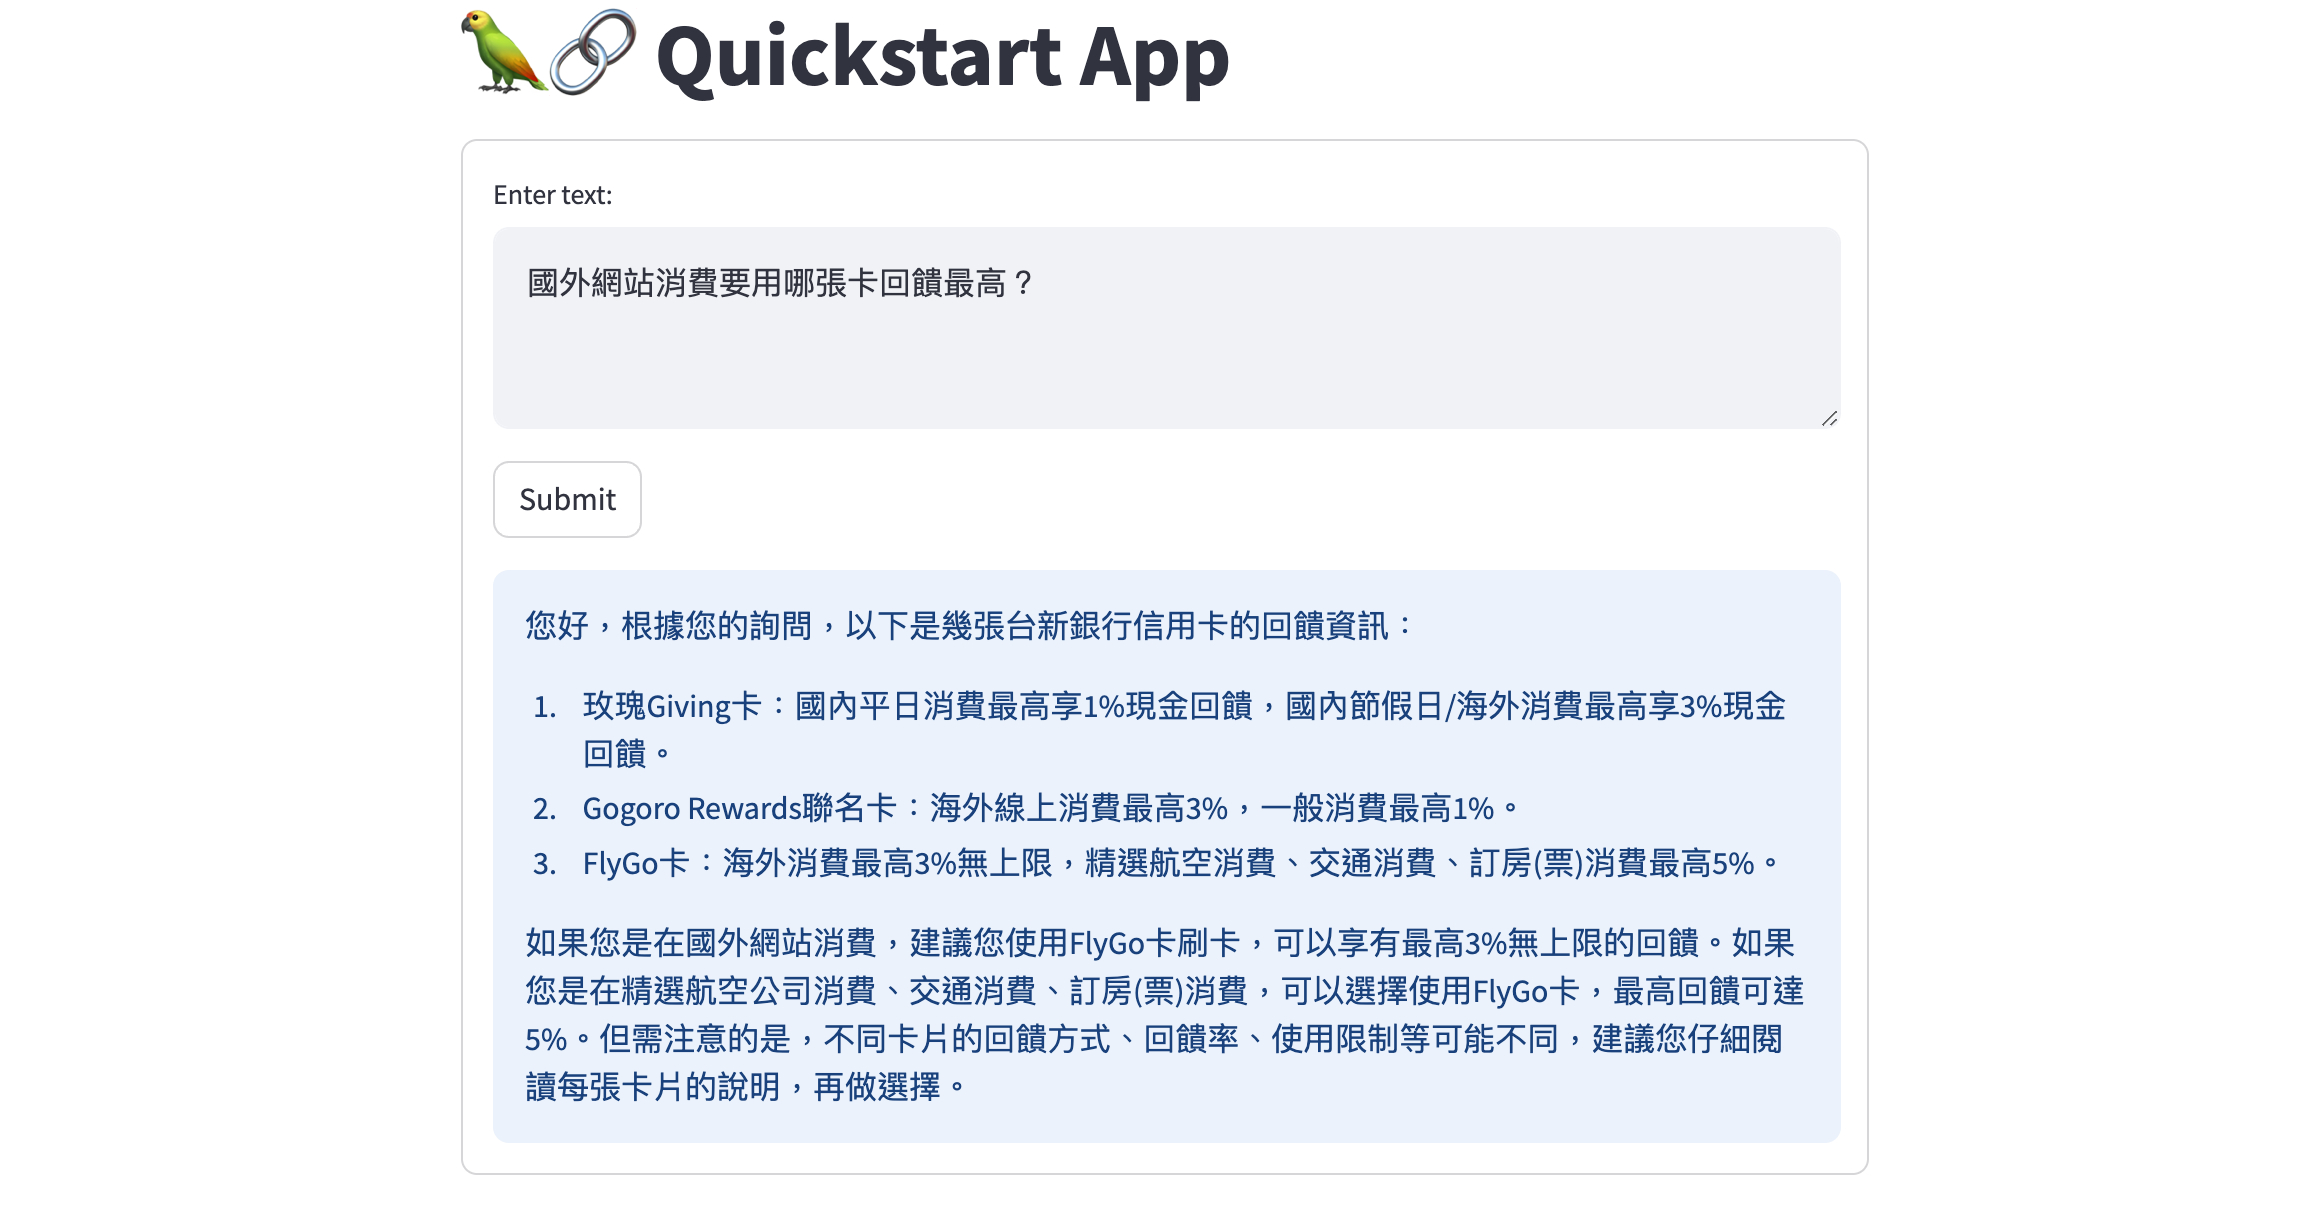 Quickstart App
Enter text:
國外網站消費要用哪張卡回饋最高？
Submit
您好，根據您的詢問，以下是幾張台新銀行信用卡的回饋資訊：
1. 玫瑰Giving卡：國內平日消費最高享1%現金回饋，國內節假日/海外消費最高享3%現金
回饋。
2. Gogoro Rewards聯名卡：海外線上消費最高3%，一般消費最高1%。
3. FlyGo卡：海外消費最高3%無上限，精選航空消費、交通消費、訂房(票)消費最高5%。
如果您是在國外網站消費，建議您使用FlyGo卡刷卡，可以享有最高3%無上限的回饋。如果
您是在精選航空公司消費、交通消費、訂房(票)消費，可以選擇使用FlyGo卡，最高回饋可達
5%。但需注意的是，不同卡片的回饋方式、回饋率、使用限制等可能不同，建議您仔細閱
讀每張卡片的說明，再做選擇。